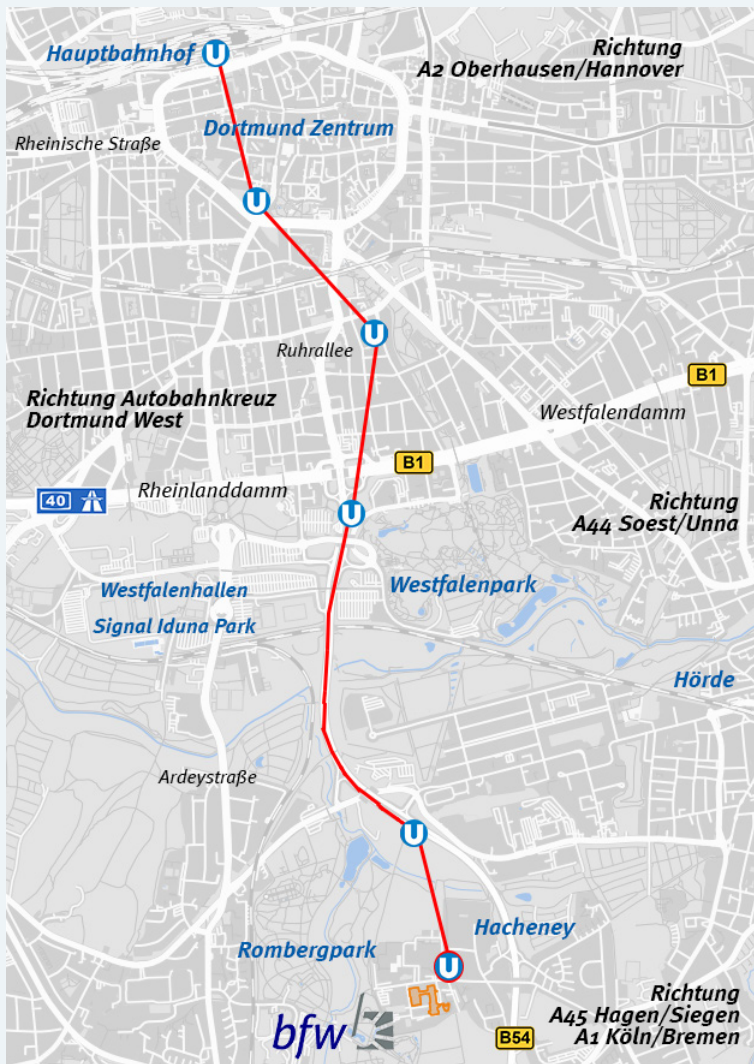 Hauptbahnhof U
Richtung
A2 Oberhausen/Hannover
Dortmund Zentrum
Rheinische Straße
U
U
Ruhrallee
B1
Richtung Autobahnkreuz
Dortmund West
Westfalendamm
B1
Rheinlanddamm
40
U
Richtung
A44 Soest/Unna
Westfalenhallen
Westfalenpark
Signal Iduna Park
Hörde
Ardeystraße
U
Hacheney
Rombergpark
U
Richtung
A45 Hagen/Siegen
A1 Köln/Bremen
bfw
B54